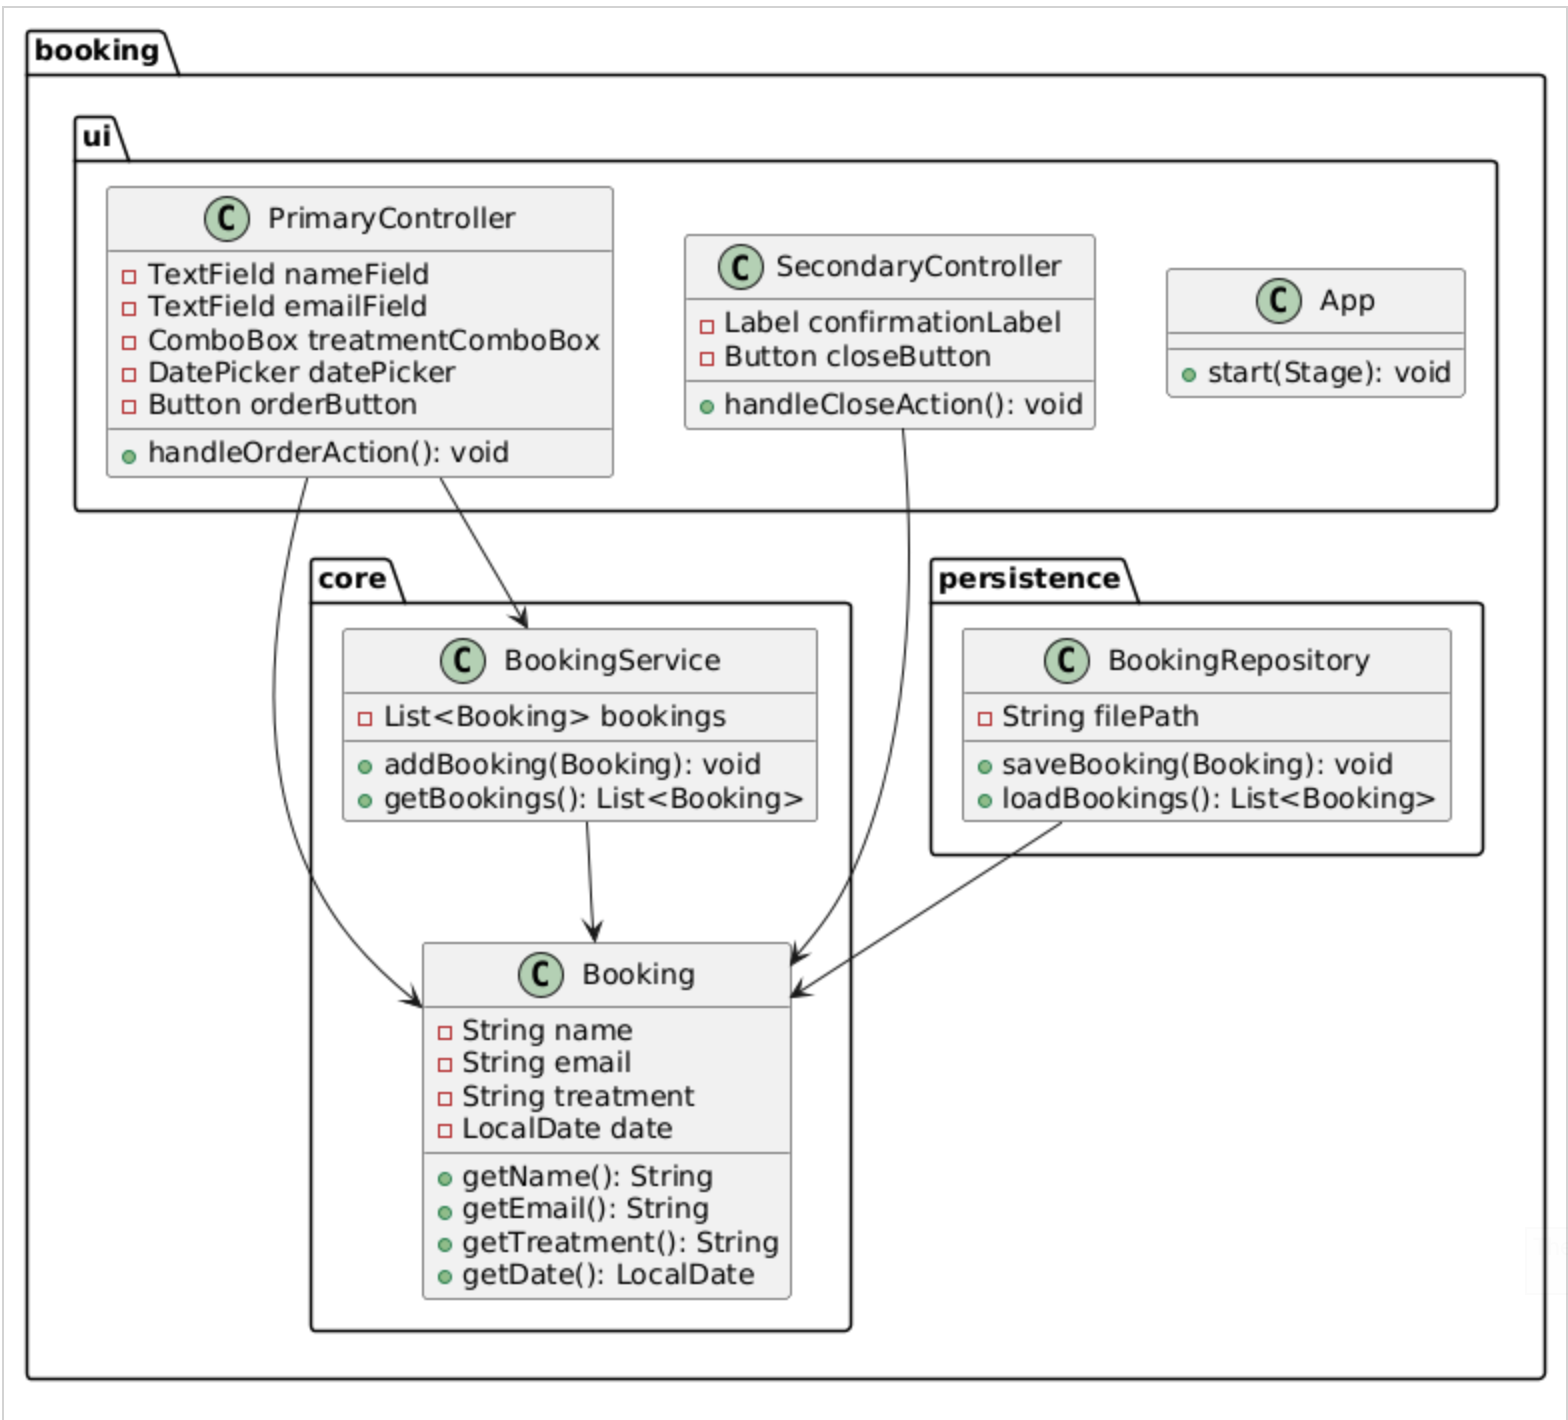 booking
ui
C PrimaryController
TextField nameField
TextField emailField
ComboBox treatmentComboBox
DatePicker datePicker
Button orderButton
handleOrderAction(): void
C SecondaryController
Label confirmationLabel
Button closeButton
handleCloseAction(): void
C App
start(Stage): void
core
C BookingService
List<Booking> bookings
addBooking(Booking): void
getBookings(): List<Booking>
persistence
C BookingRepository
String filePath
saveBooking(Booking): void
loadBookings(): List<Booking>
C Booking
String name
String email
String treatment
LocalDate date
getName(): String
getEmail(): String
getTreatment(): String
getDate(): LocalDate